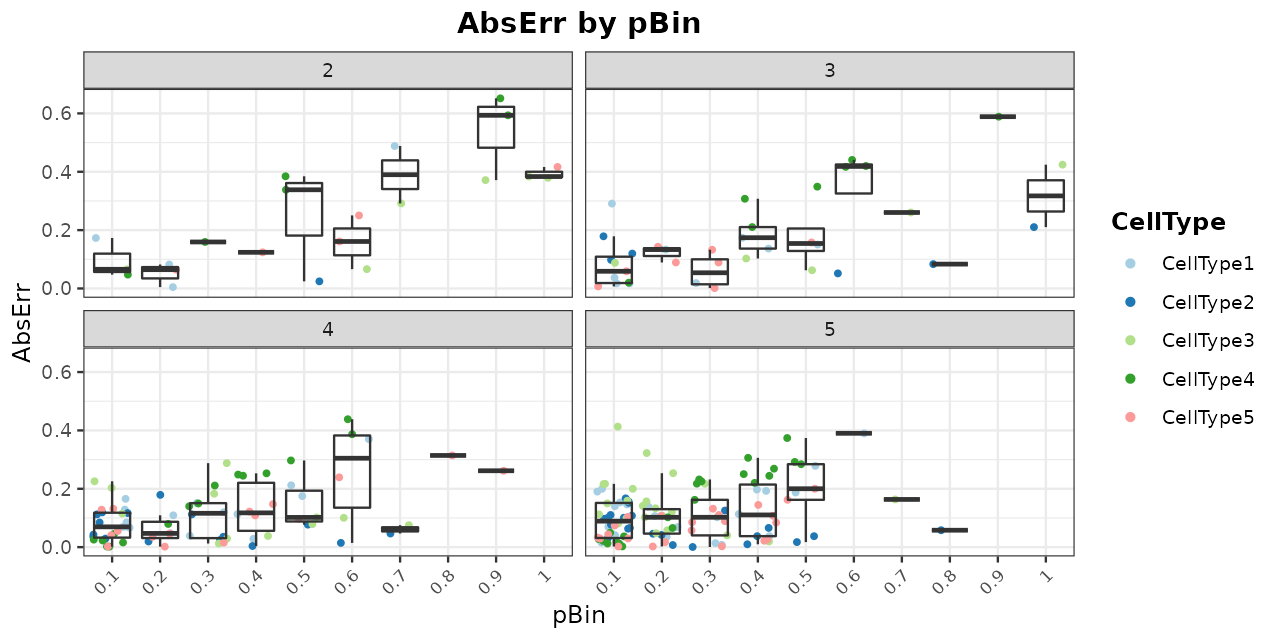 AbsErr by pBin
2
3
0.6
0.4
0.2
0.0
4
5
0.6
0.4
0.2
0.0
AbsErr
0.1 0.2 0.3 0.4 0.5 0.6 0.7 0.8 0.9 1
0.1 0.2 0.3 0.4 0.5 0.6 0.7 0.8 0.9 1
pBin
CellType
CellType1
CellType2
CellType3
CellType4
CellType5